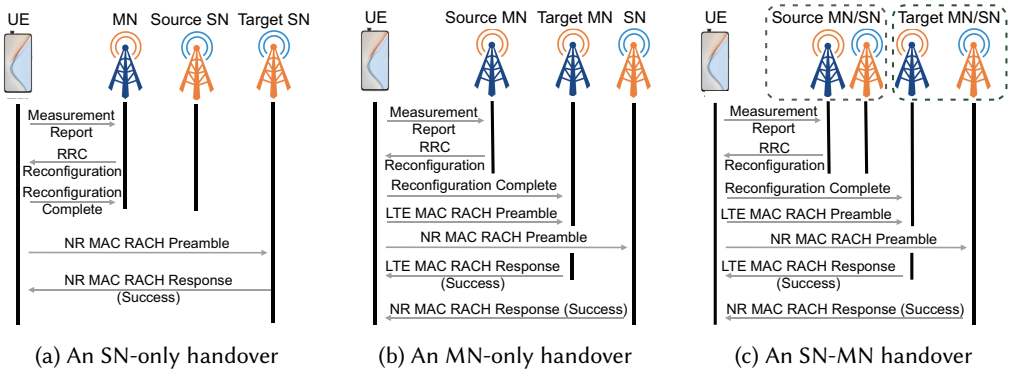 UE MN Source SN Target SN
Measurement
Report
RRC
Reconfiguration
Reconfiguration
Complete
NR MAC RACH Preamble
NR MAC RACH Response
(Success)
(a) An SN-only handover
UE Source MN Target MN SN
Measurement
Report
RRC
Reconfiguration
Reconfiguration Complete
LTE MAC RACH Preamble
NR MAC RACH Preamble
LTE MAC RACH Response
(Success)
NR MAC RACH Response (Success)
(b) An MN-only handover
UE Source MN/SN Target MN/SN
Measurement
Report
RRC
Reconfiguration
Reconfiguration Complete
LTE MAC RACH Preamble
NR MAC RACH Preamble
LTE MAC RACH Response
(Success)
NR MAC RACH Response (Success)
(c) An SN-MN handover